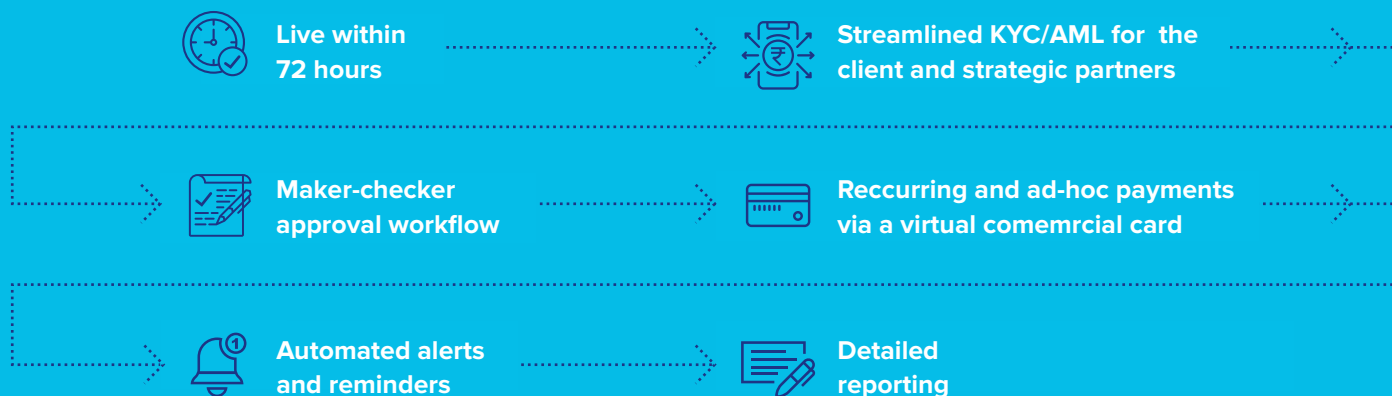 Live within
72 hours
Streamlined KYC/AML for the
client and strategic partners
₹
Maker-checker
approval workflow
Reccurring and ad-hoc payments
via a virtual comemrcial card
1
Automated alerts
and reminders
Detailed
reporting